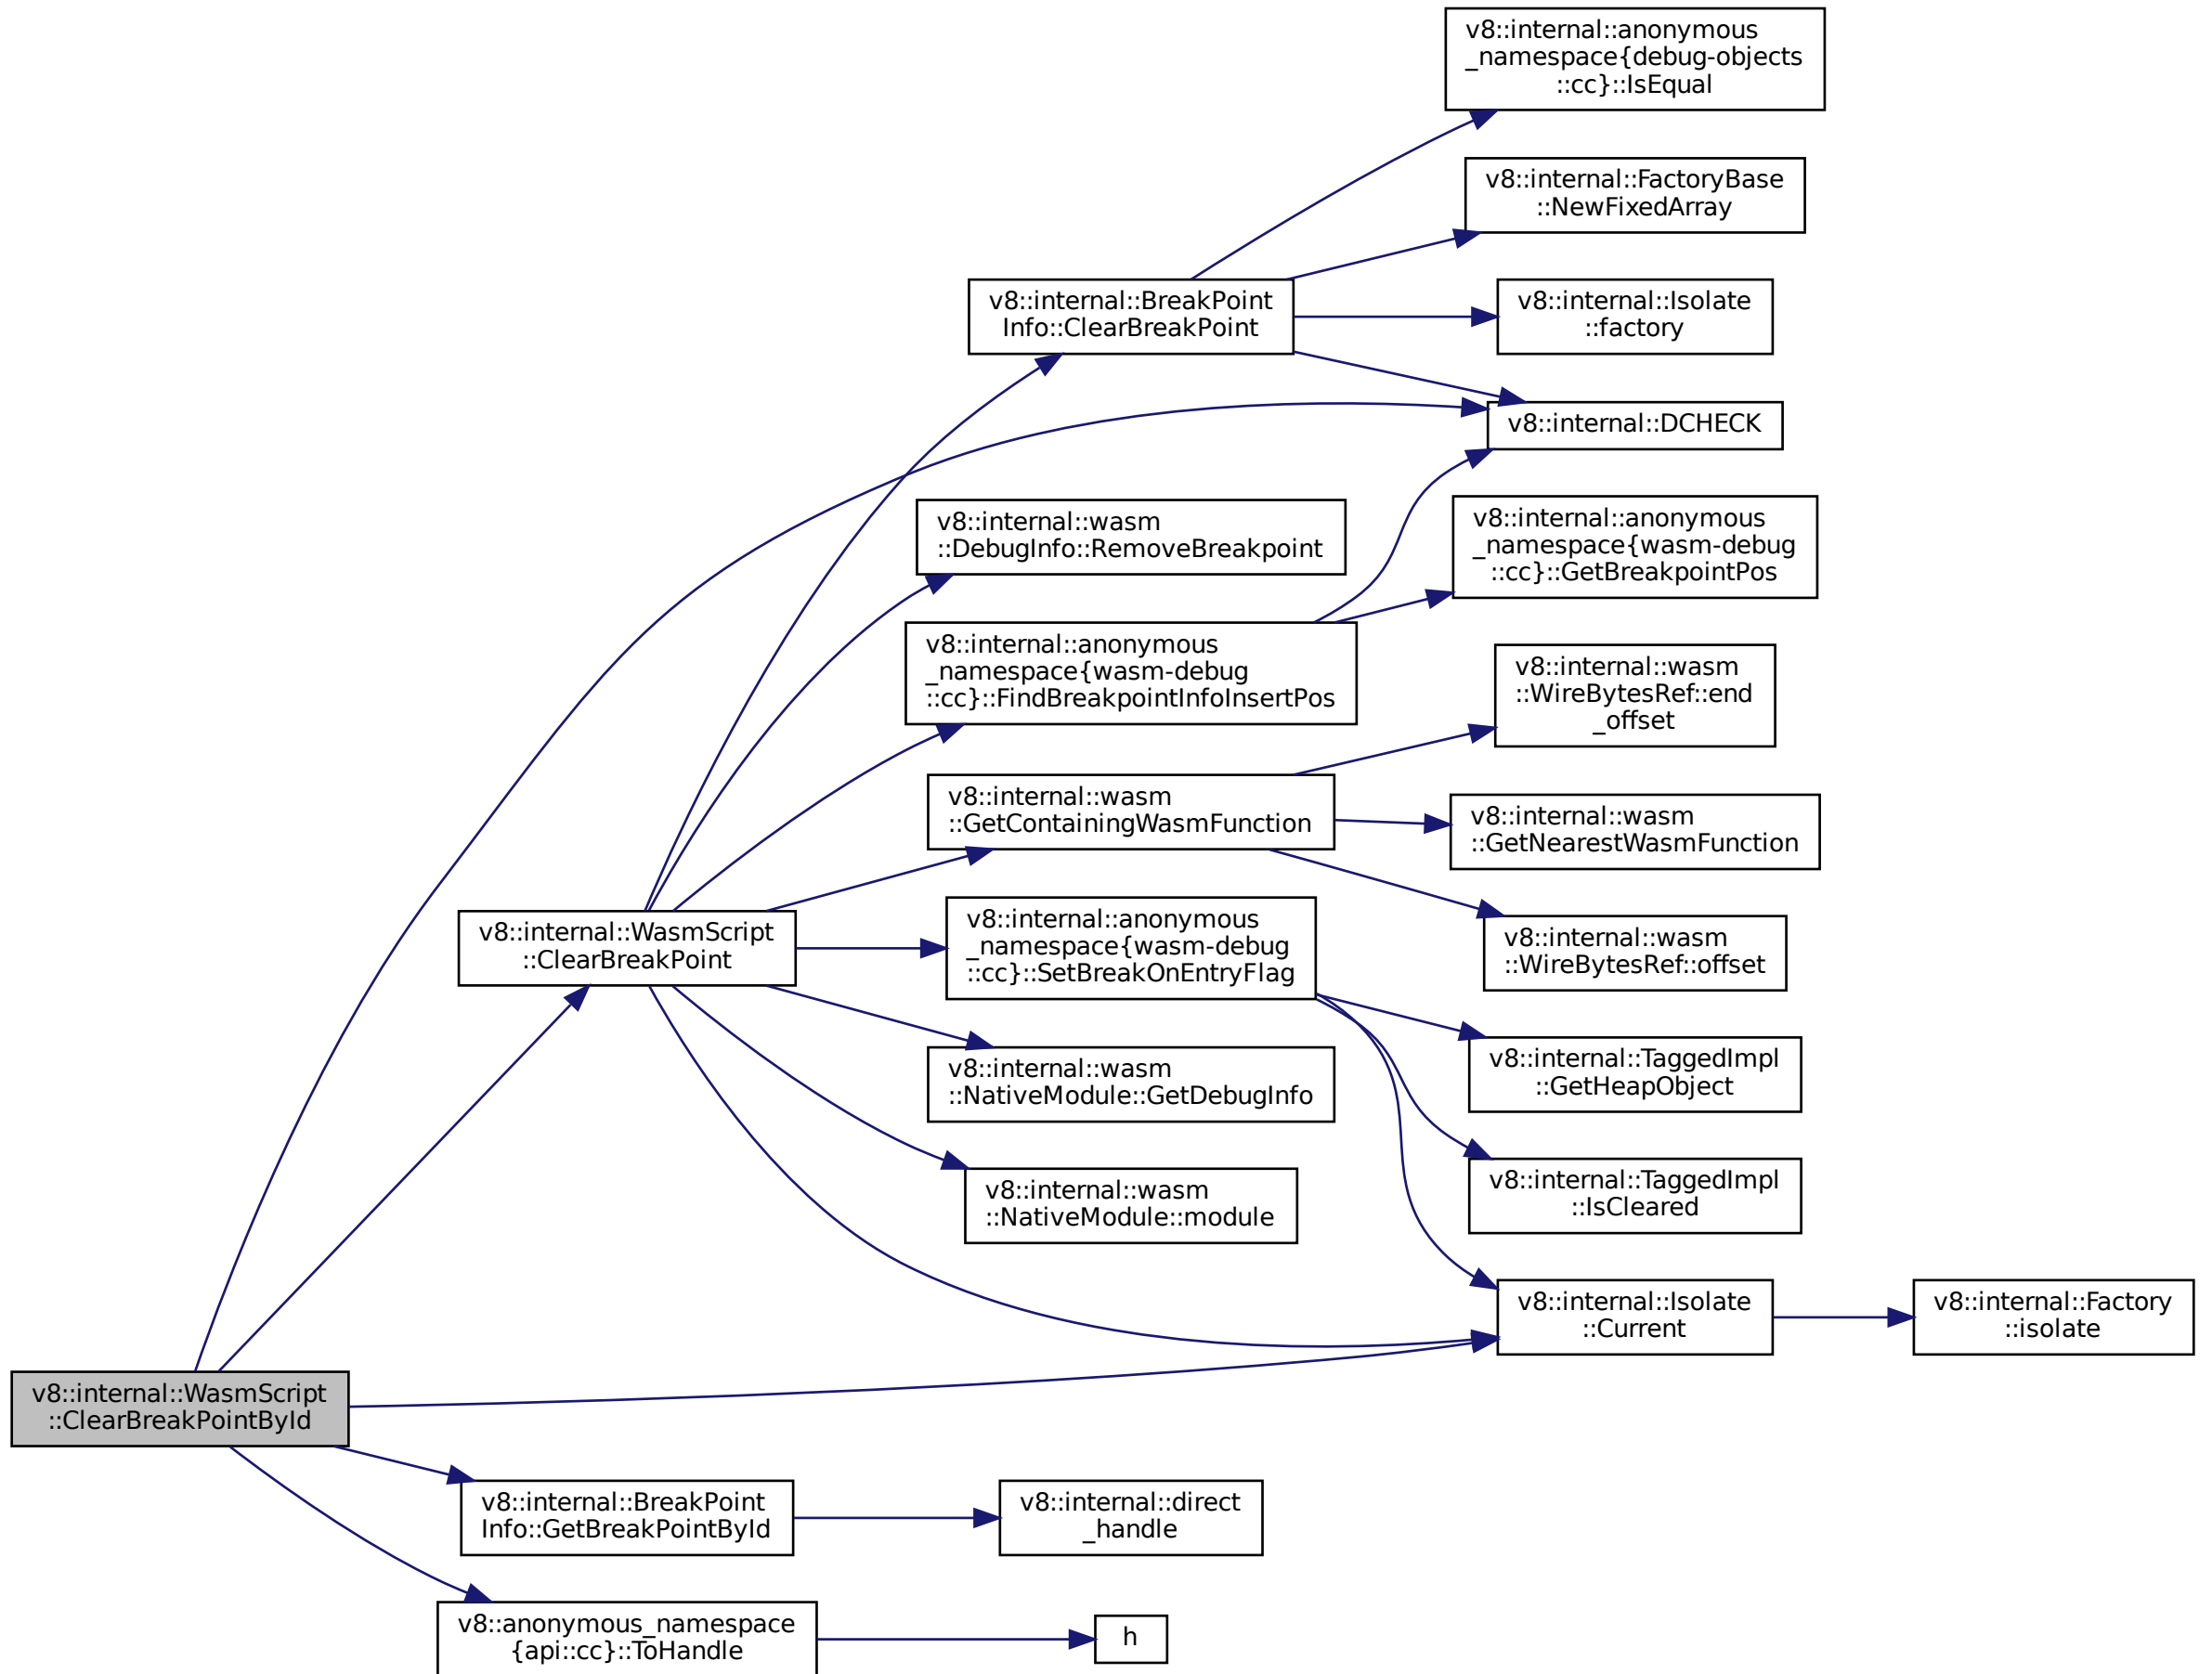 v8::internal::anonymous
_namespace{debug-objects
::cc}::IsEqual
v8::internal::FactoryBase
::NewFixedArray
v8::internal::BreakPoint
Info::ClearBreakPoint
v8::internal::Isolate
::factory
v8::internal::DCHECK
v8::internal::wasm
::DebugInfo::RemoveBreakpoint
v8::internal::anonymous
_namespace{wasm-debug
::cc}::GetBreakpointPos
v8::internal::anonymous
_namespace{wasm-debug
::cc}::FindBreakpointInfoInsertPos
v8::internal::wasm
::WireBytesRef::end
_offset
v8::internal::wasm
::GetContainingWasmFunction
v8::internal::wasm
::GetNearestWasmFunction
v8::internal::WasmScript
::ClearBreakPoint
v8::internal::anonymous
_namespace{wasm-debug
::cc}::SetBreakOnEntryFlag
v8::internal::wasm
::WireBytesRef::offset
v8::internal::wasm
::NativeModule::GetDebugInfo
v8::internal::TaggedImpl
::GetHeapObject
v8::internal::wasm
::NativeModule::module
v8::internal::TaggedImpl
::IsCleared
v8::internal::Isolate
::Current
v8::internal::Factory
::isolate
v8::internal::WasmScript
::ClearBreakPointById
v8::internal::BreakPoint
Info::GetBreakPointById
v8::internal::direct
_handle
v8::anonymous_namespace
{api::cc}::ToHandle
h